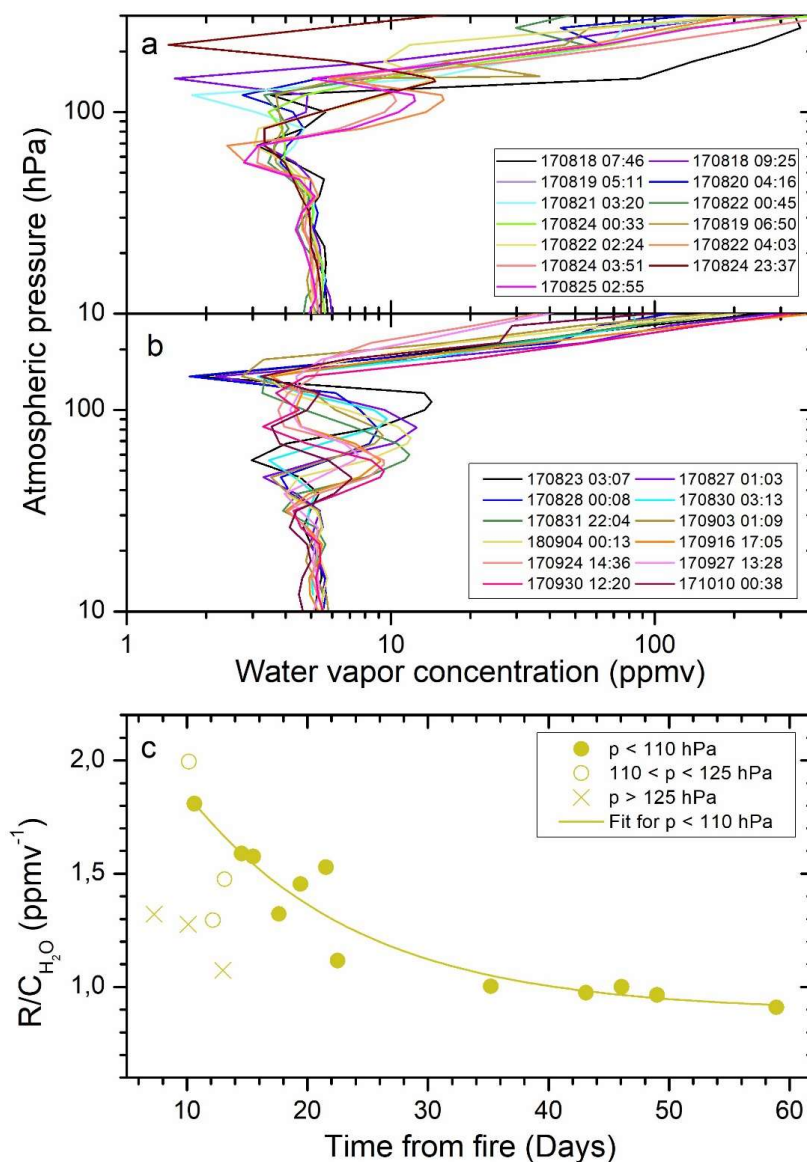 a
100
170818 07:46 170818 09:25
170819 05:11 170820 04:16
170821 03:20 170822 00:45
170824 00:33 170819 06:50
170822 02:24 170822 04:03
170824 03:51 170824 23:37
170825 02:55
10
b
100
170823 03:07 170827 01:03
170828 00:08 170830 03:13
170831 22:04 170903 01:09
180904 00:13 170916 17:05
170924 14:36 170927 13:28
170930 12:20 171010 00:38
10
Atmospheric pressure (hPa)
1 10 100
Water vapor concentration (ppmv)
c
p < 110 hPa
110 < p < 125 hPa
p > 125 hPa
Fit for p < 110 hPa
2,0
1,5
1,0
R/C_H₂O (ppmv⁻¹)
10 20 30 40 50 60
Time from fire (Days)